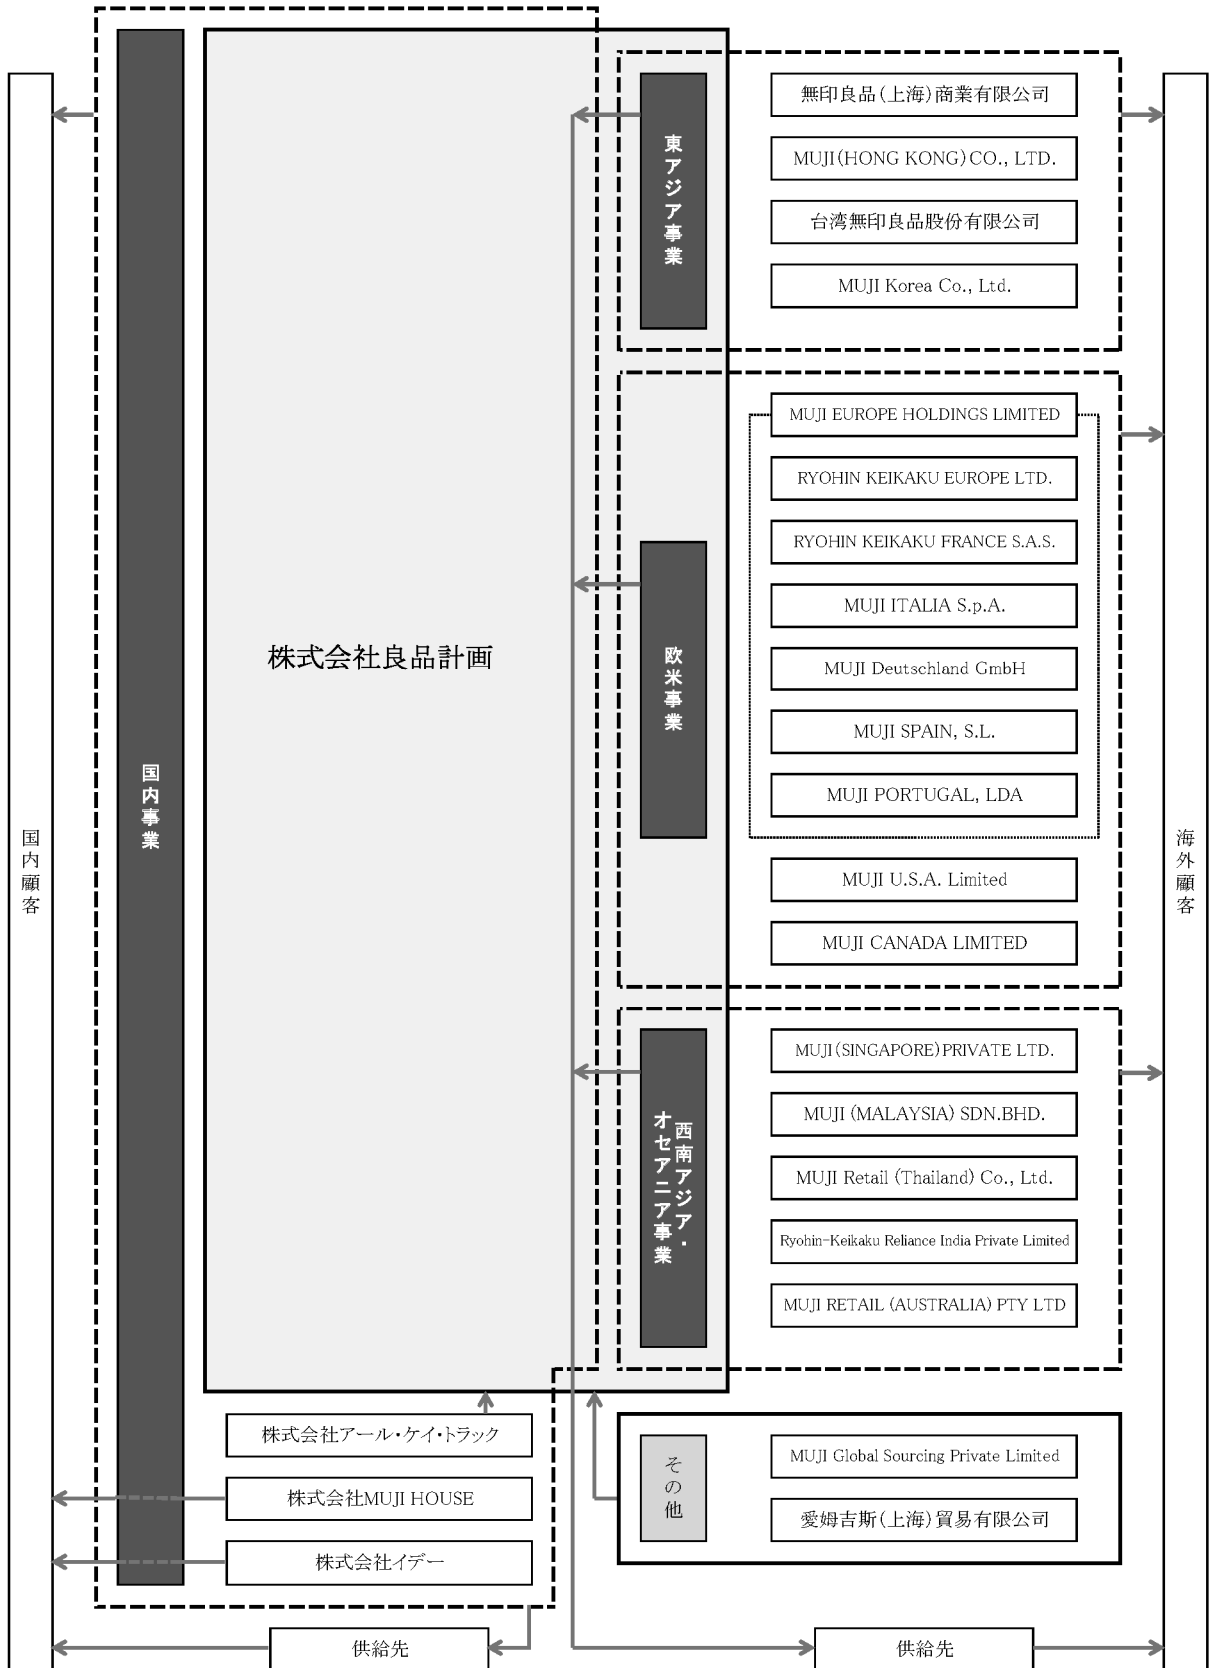 国内顧客
国内事業
株式会社良品計画
東アジア事業
無印良品(上海)商業有限公司
MUJI(HONG KONG)CO., LTD.
台湾無印良品股份有限公司
MUJI Korea Co., Ltd.
欧米事業
MUJI EUROPE HOLDINGS LIMITED
RYOHIN KEIKAKU EUROPE LTD.
RYOHIN KEIKAKU FRANCE S.A.S.
MUJI ITALIA S.p.A.
MUJI Deutschland GmbH
MUJI SPAIN, S.L.
MUJI PORTUGAL, LDA
MUJI U.S.A. Limited
MUJI CANADA LIMITED
西南アジア・
オセアニア事業
MUJI(SINGAPORE)PRIVATE LTD.
MUJI (MALAYSIA) SDN.BHD.
MUJI Retail (Thailand) Co., Ltd.
Ryohin-Keikaku Reliance India Private Limited
MUJI RETAIL (AUSTRALIA) PTY LTD
海外顧客
株式会社アール・ケイ・トラック
株式会社MUJI HOUSE
株式会社イデー
その他
MUJI Global Sourcing Private Limited
愛姆吉斯(上海)貿易有限公司
供給先
供給先